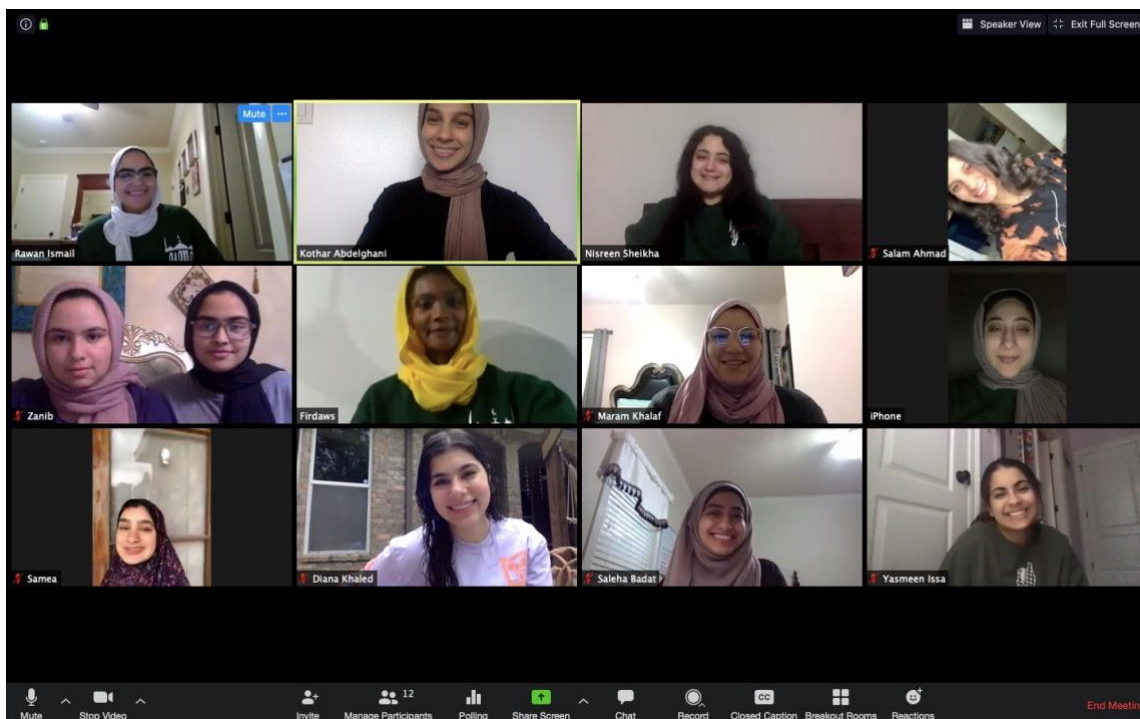 Speaker View
Exit Full Screen
Mute
Rawan Ismail
Kothar Abdelghani
Nisreen Sheikha
Salam Ahmad
Zanib
Firdaws
Maram Khalaf
iPhone
Samea
Diana Khaled
Saleha Badat
Yasmeen Issa
12
Mute
Stop Video
Invite
Manage Participants
Polling
Share Screen
Chat
Record
CC
Closed Caption
Breakout Rooms
Reactions
End Meetin